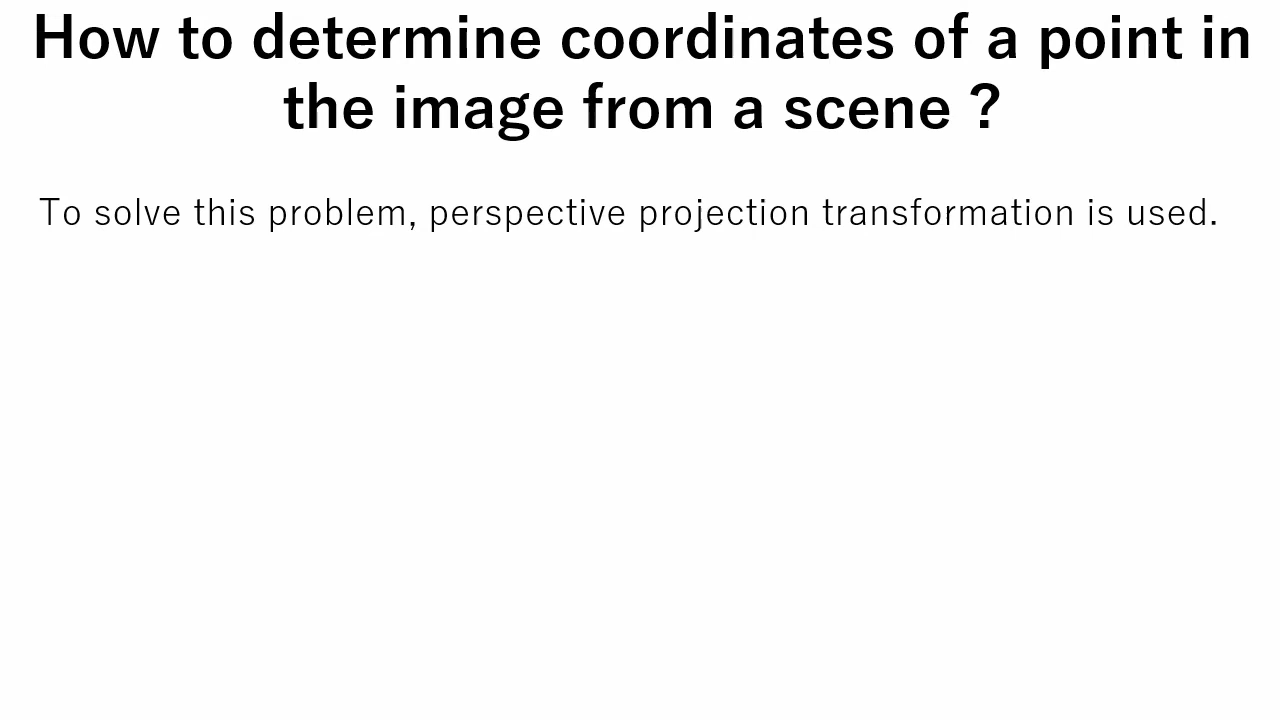 How to determine coordinates of a point in
the image from a scene ?
To solve this problem, perspective projection transformation is used.